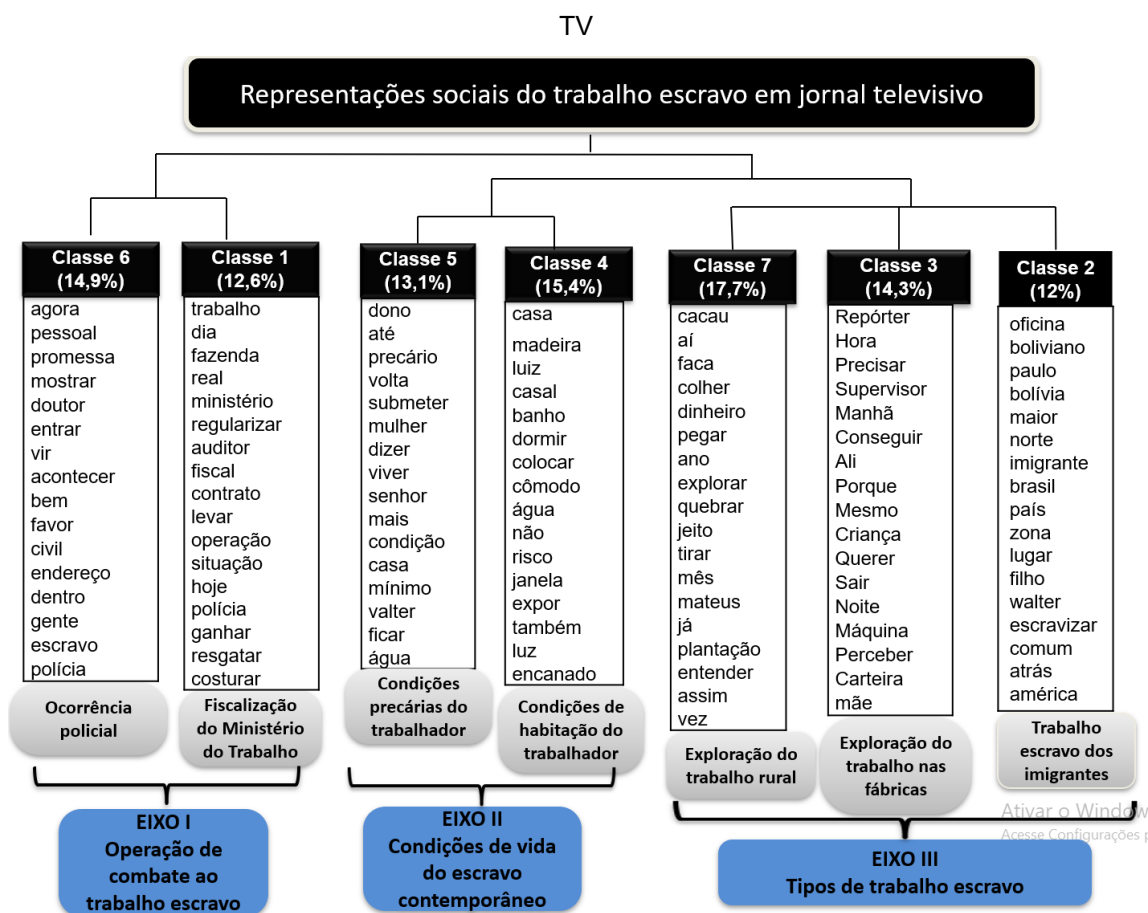 TV
Representações sociais do trabalho escravo em jornal televisivo
Classe 6
(14,9%)
agora
pessoal
promessa
mostrar
doutor
entrar
vir
acontecer
bem
favor
civil
endereço
dentro
gente
escravo
polícia
Ocorrência
policial
Classe 1
(12,6%)
trabalho
dia
fazenda
real
ministério
regularizar
auditor
fiscal
contrato
levar
operação
situação
hoje
polícia
ganhar
resgatar
costurar
Fiscalização
do Ministério
do Trabalho
EIXO I
Operação de
combate ao
trabalho escravo
Classe 5
(13,1%)
dono
até
precário
volta
submeter
mulher
dizer
viver
senhor
mais
condição
casa
mínimo
valter
ficar
água
Condições
precárias do
trabalhador
Classe 4
(15,4%)
casa
madeira
luiz
casal
banho
dormir
colocar
cômodo
água
não
risco
janela
expor
também
luz
encanado
Condições de
habitação do
trabalhador
EIXO II
Condições de vida
do escravo
contemporâneo
Classe 7
(17,7%)
cacau
aí
faca
colher
dinheiro
pegar
ano
explorar
quebrar
jeito
tirar
mês
mateus
já
plantação
entender
assim
vez
Exploração do
trabalho rural
Classe 3
(14,3%)
Repórter
Hora
Precisar
Supervisor
Manhã
Conseguir
Ali
Porque
Mesmo
Criança
Querer
Sair
Noite
Máquina
Perceber
Carteira
mãe
Exploração do
trabalho nas
fábricas
Classe 2
(12%)
oficina
boliviano
paulo
bolívia
maior
norte
imigrante
brasil
país
zona
lugar
filho
walter
escravizar
comum
atrás
américa
Trabalho
escravo dos
imigrantes
EIXO III
Tipos de trabalho escravo
Ativar o Window
Acesse Configurações p